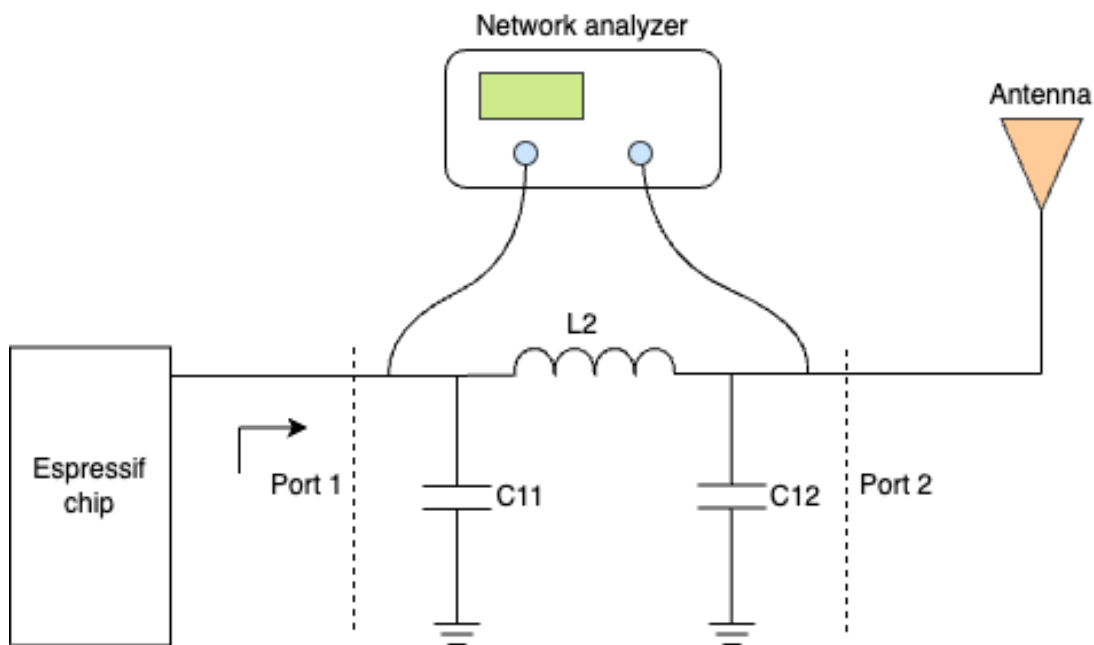 Network analyzer
Antenna
L2
Espressif
chip
Port 1
C11
C12
Port 2